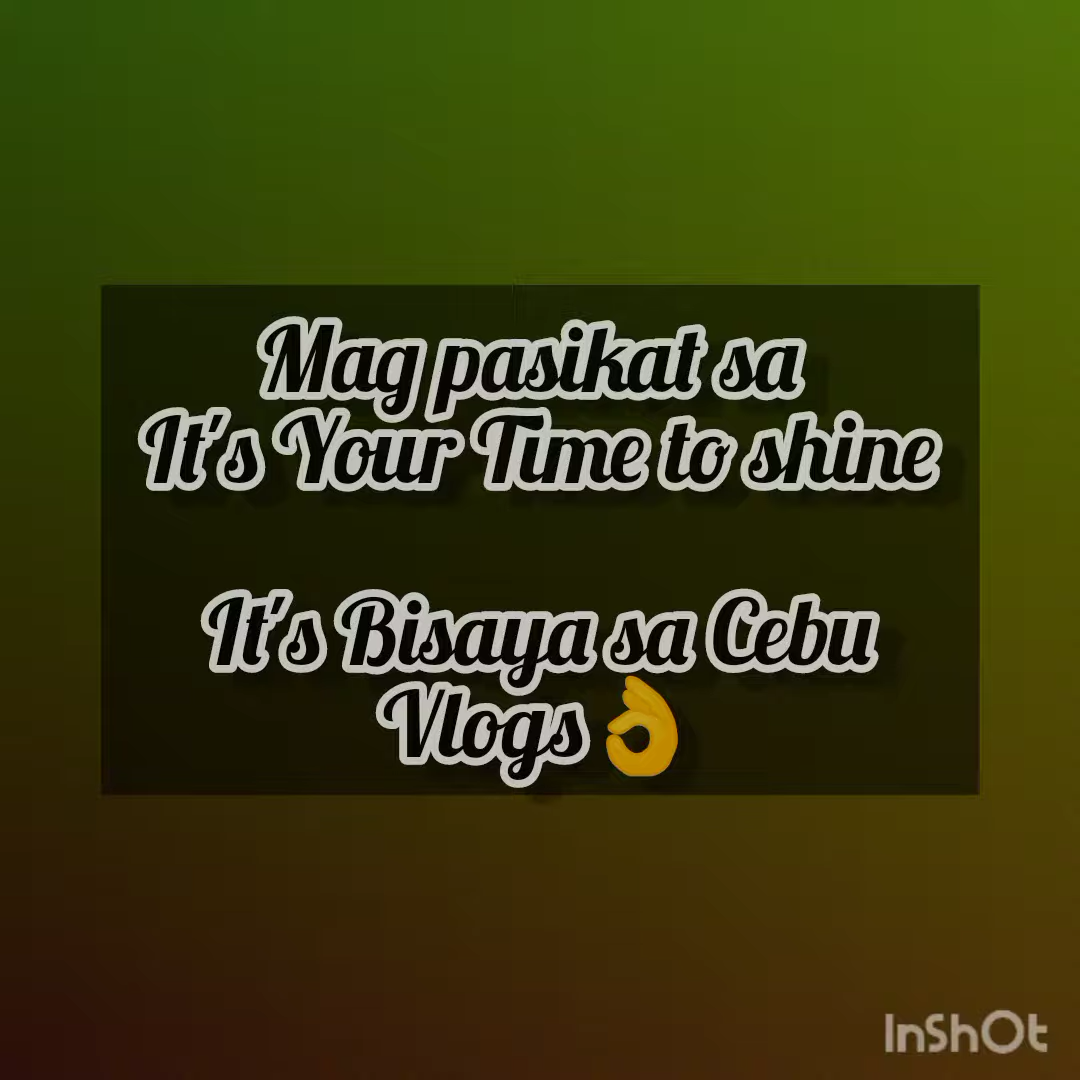 Mag pasikat sa
It's Your Time to shine
It's Bisaya sa Cebu
Vlogs 👌
InShOt